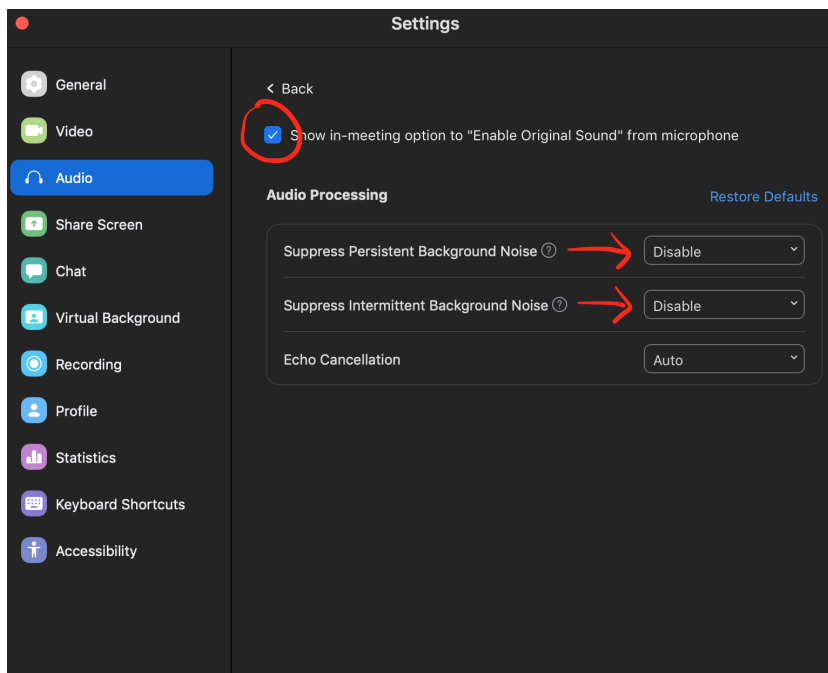 Settings
General
Video
Audio
Share Screen
Chat
Virtual Background
Recording
Profile
Statistics
Keyboard Shortcuts
Accessibility
< Back
Show in-meeting option to "Enable Original Sound" from microphone
Audio Processing
Restore Defaults
Suppress Persistent Background Noise ? Disable
Suppress Intermittent Background Noise ? Disable
Echo Cancellation Auto